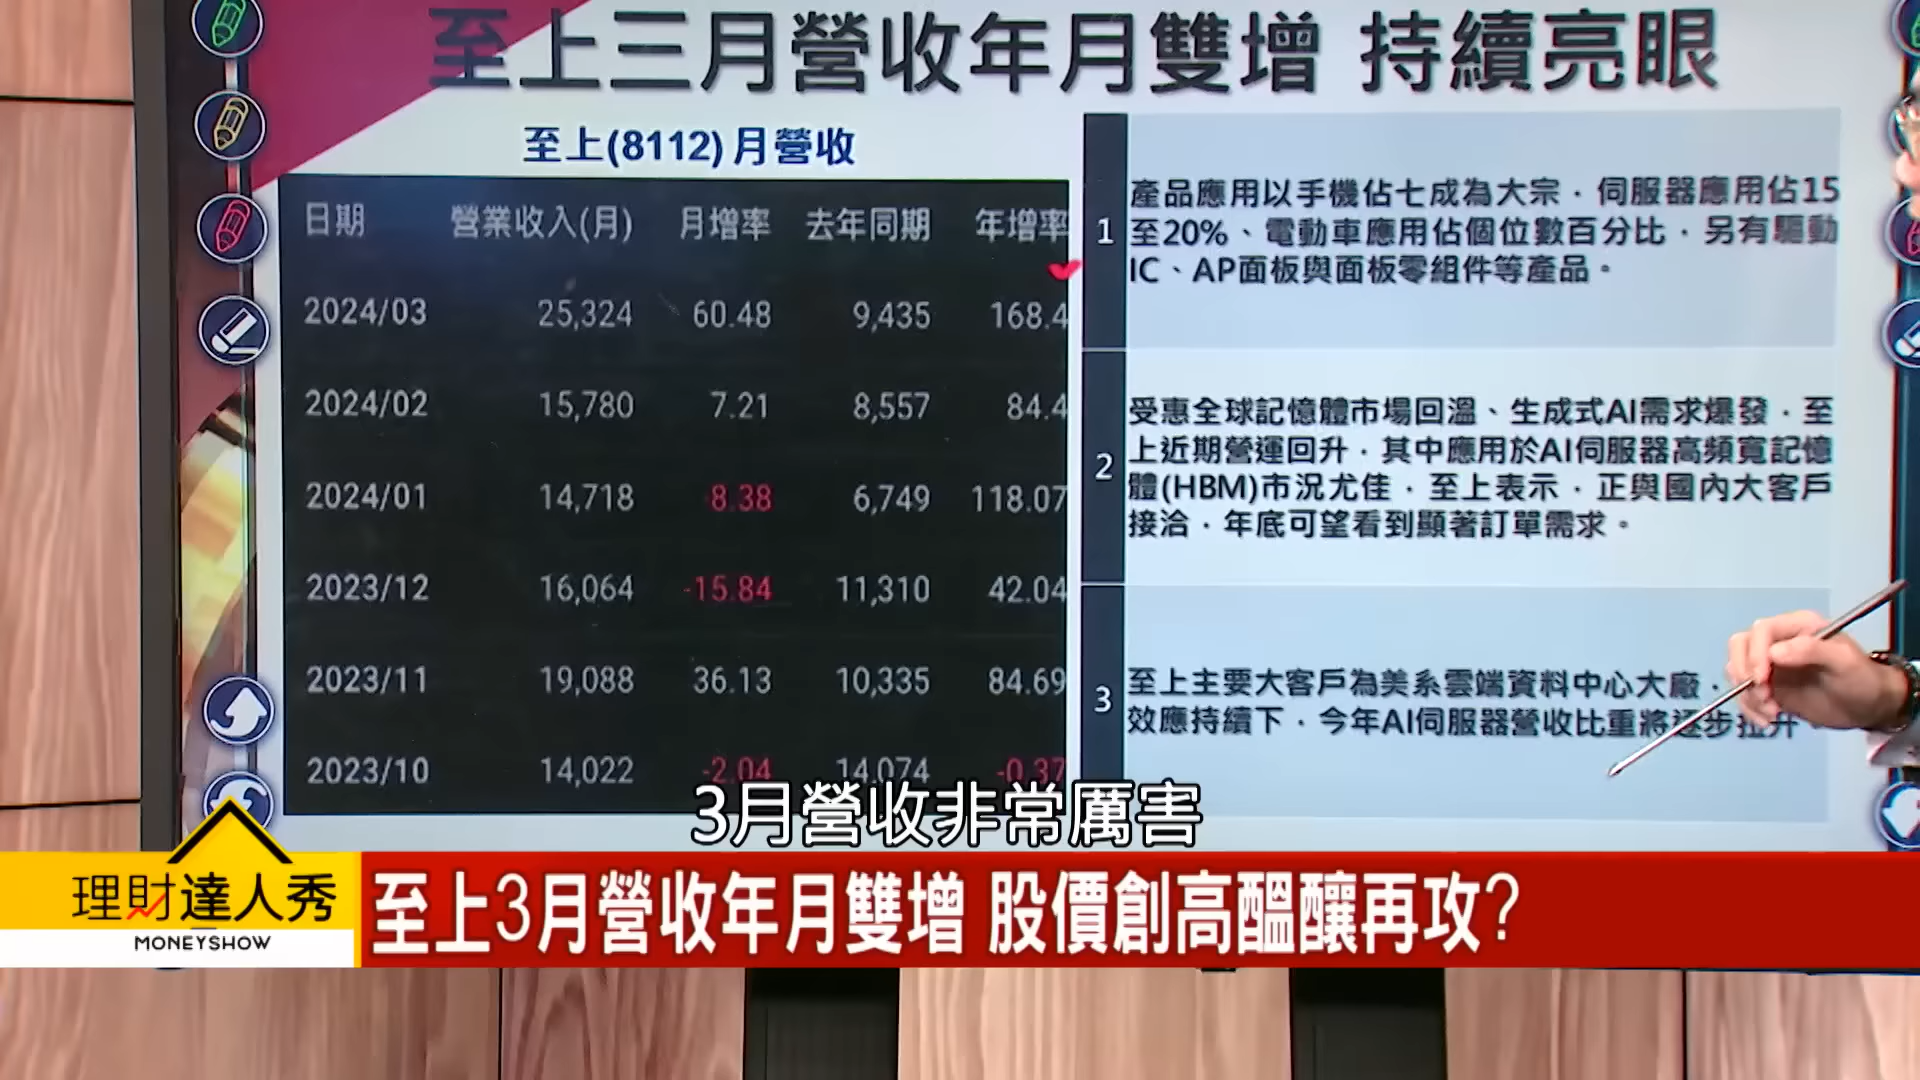 至上三月營收年月雙增 持續亮眼
至上(8112)月營收
日期 營業收入(月) 月增率 去年同期 年增率
2024/03 25,324 60.48 9,435 168.4
2024/02 15,780 7.21 8,557 84.4
2024/01 14,718 -8.38 6,749 118.07
2023/12 16,064 -15.84 11,310 42.04
2023/11 19,088 36.13 10,335 84.69
2023/10 14,022 -2.04 14,074 -0.37
1
產品應用以手機佔七成為大宗，伺服器應用佔15
至20%、電動車應用佔個位數百分比，另有驅動
IC、AP面板與面板零組件等產品。
2
受惠全球記憶體市場回溫、生成式AI需求爆發，至
上近期營運回升，其中應用於AI伺服器高頻寬記憶
體(HBM)市況尤佳，至上表示，正與國內大客戶
接洽，年底可望看到顯著訂單需求。
3
至上主要大客戶為美系雲端資料中心大廠，
效應持續下，今年AI伺服器營收比重將逐步拉升。
3月營收非常厲害
理財達人秀
MONEYSHOW
至上3月營收年月雙增 股價創高醞釀再攻?